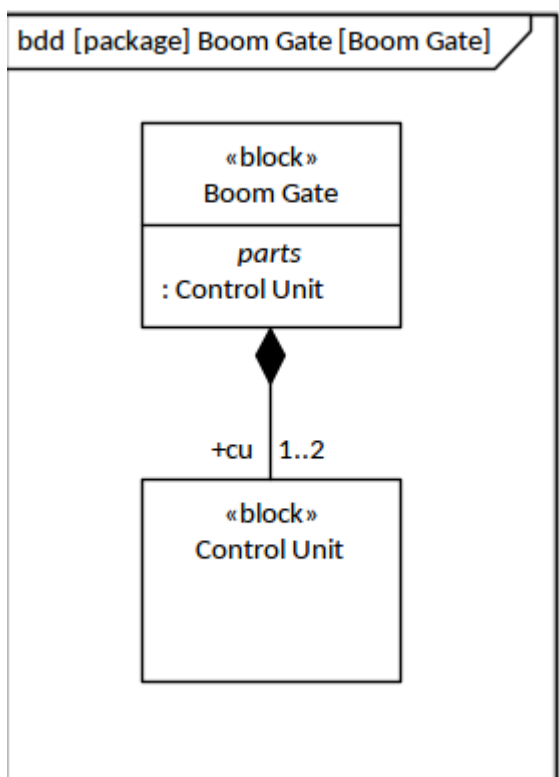 bdd [package] Boom Gate [Boom Gate]
«block»
Boom Gate
parts
: Control Unit
+cu 1..2
«block»
Control Unit